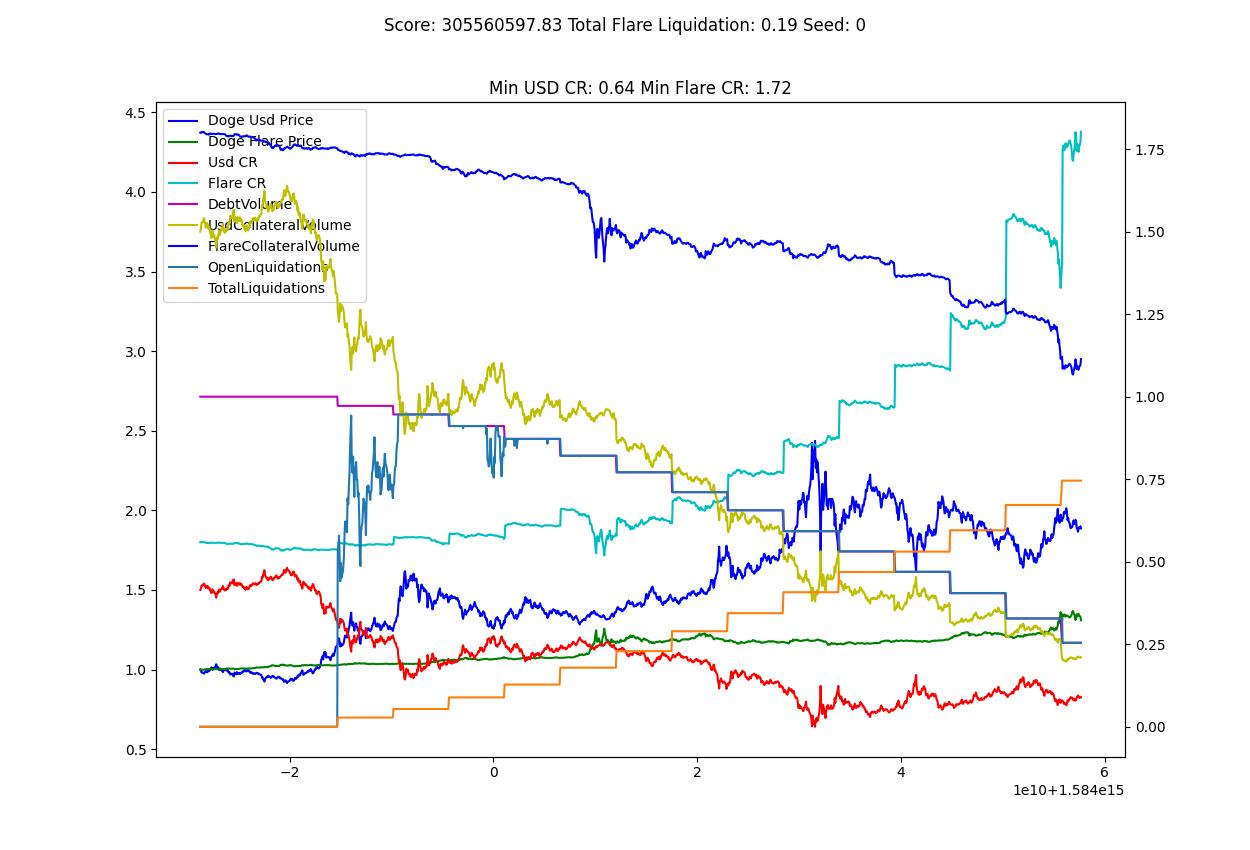 Score: 305560597.83 Total Flare Liquidation: 0.19 Seed: 0
Min USD CR: 0.64 Min Flare CR: 1.72
Doge Usd Price
Doge Flare Price
Usd CR
Flare CR
DebtVolume
UsdCollateralVolume
FlareCollateralVolume
OpenLiquidations
TotalLiquidations
4.5
4.0
3.5
3.0
2.5
2.0
1.5
1.0
0.5
1.75
1.50
1.25
1.00
0.75
0.50
0.25
0.00
−2
0
2
4
6
1e10+1.584e15